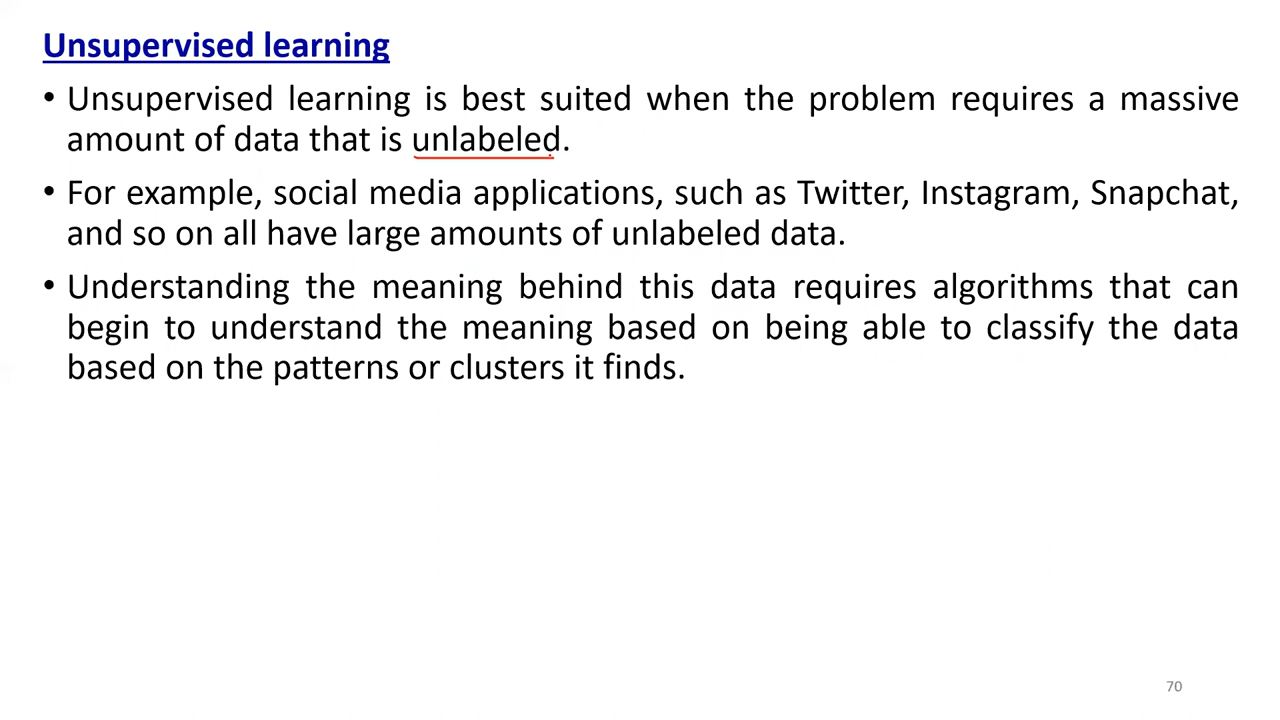 Unsupervised learning
• Unsupervised learning is best suited when the problem requires a massive
amount of data that is unlabeled.
• For example, social media applications, such as Twitter, Instagram, Snapchat,
and so on all have large amounts of unlabeled data.
• Understanding the meaning behind this data requires algorithms that can
begin to understand the meaning based on being able to classify the data
based on the patterns or clusters it finds.
70